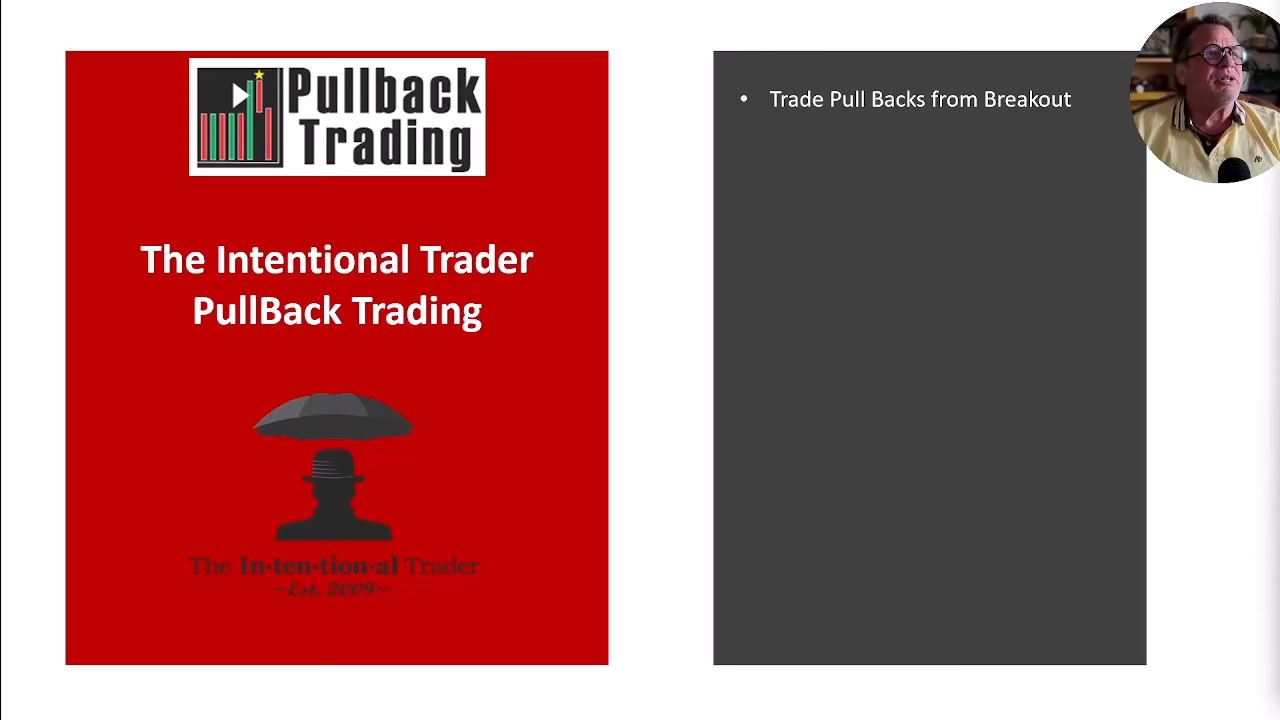 Pullback
Trading
The Intentional Trader
PullBack Trading
The In·ten·tion·al Trader
~Est. 2009~
• Trade Pull Backs from Breakout